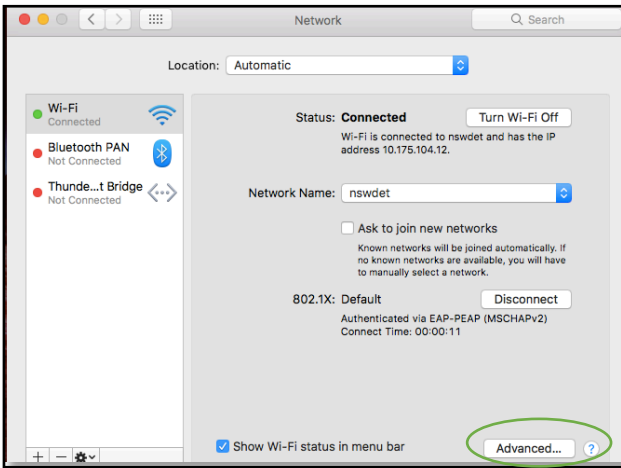 Network
Search
Location: Automatic
Wi-Fi
Connected
Bluetooth PAN
Not Connected
Thunde...t Bridge
Not Connected
Status: Connected
Turn Wi-Fi Off
Wi-Fi is connected to nswdet and has the IP
address 10.175.104.12.
Network Name: nswdet
Ask to join new networks
Known networks will be joined automatically. If
no known networks are available, you will have
to manually select a network.
802.1X: Default
Disconnect
Authenticated via EAP-PEAP (MSCHAPv2)
Connect Time: 00:00:11
Show Wi-Fi status in menu bar
Advanced...
?